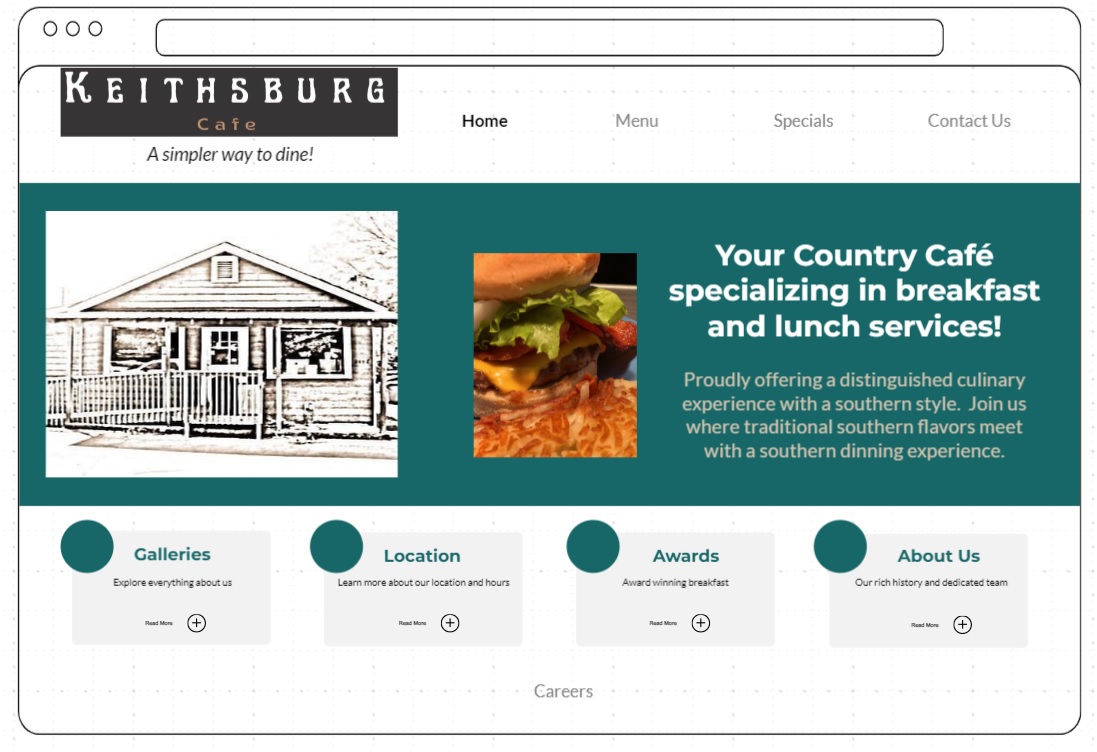 KEITHSBURG
Cafe
A simpler way to dine!
Home
Menu
Specials
Contact Us
Your Country Café
specializing in breakfast
and lunch services!
Proudly offering a distinguished culinary
experience with a southern style.  Join us
where traditional southern flavors meet
with a southern dinning experience.
Galleries
Explore everything about us
Read More
Location
Learn more about our location and hours
Read More
Awards
Award winning breakfast
Read More
About Us
Our rich history and dedicated team
Read More
Careers